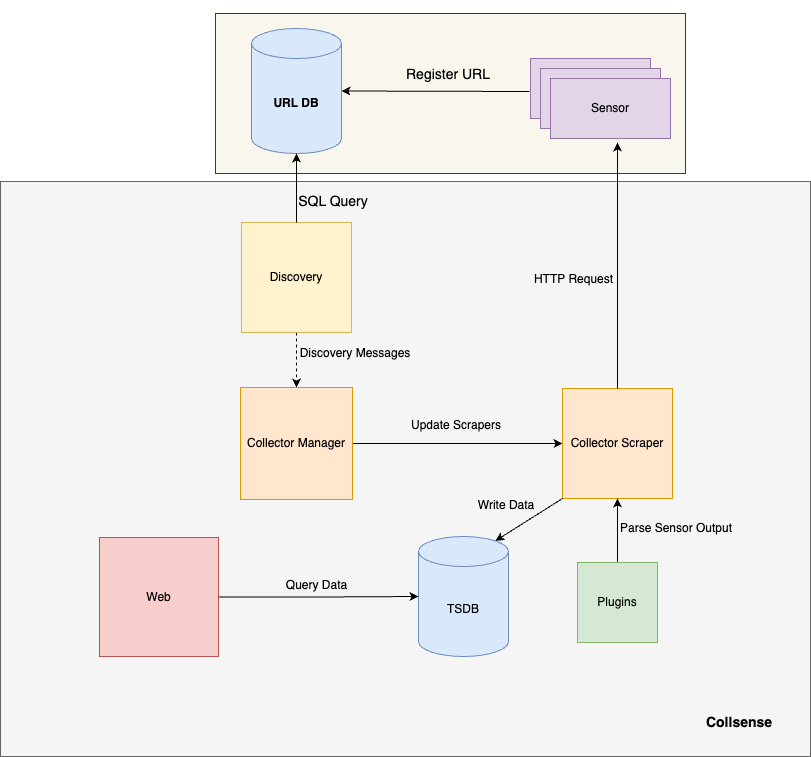 Register URL
URL DB
Sensor
SQL Query
Discovery
HTTP Request
Discovery Messages
Update Scrapers
Collector Manager
Collector Scraper
Write Data
Parse Sensor Output
Query Data
Web
TSDB
Plugins
Collsense